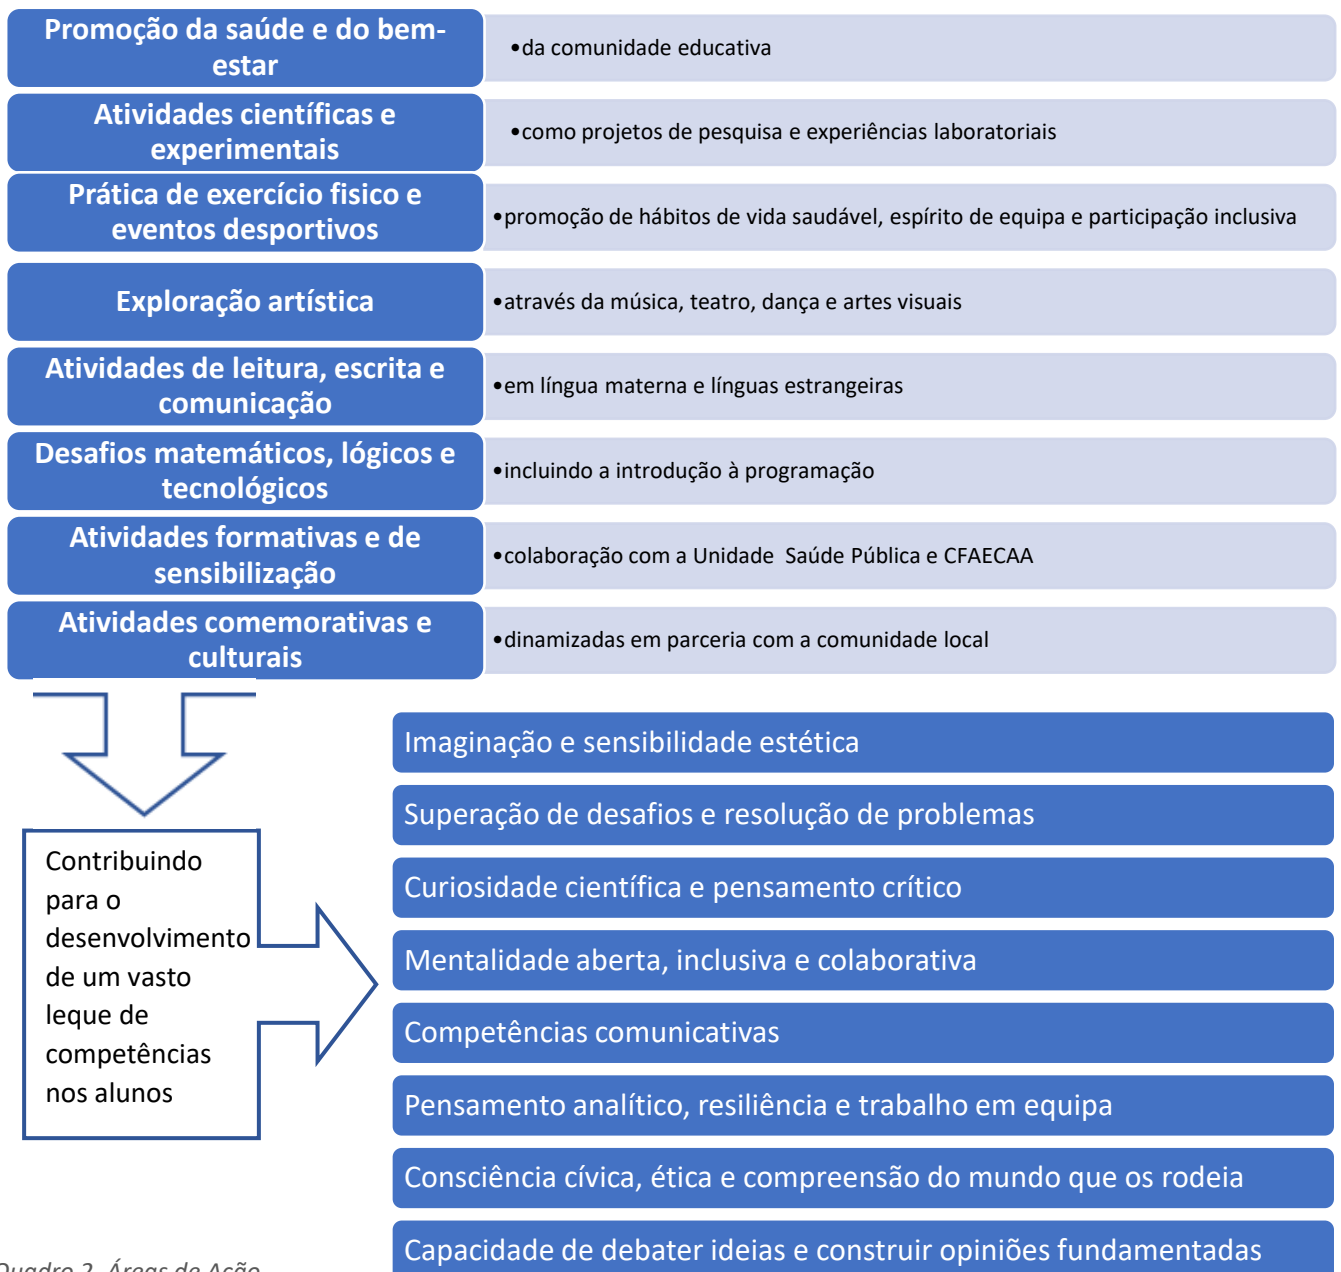 Promoção da saúde e do bem-
estar
•da comunidade educativa
Atividades científicas e
experimentais
•como projetos de pesquisa e experiências laboratoriais
Prática de exercício fisico e
eventos desportivos
•promoção de hábitos de vida saudável, espírito de equipa e participação inclusiva
Exploração artística
•através da música, teatro, dança e artes visuais
Atividades de leitura, escrita e
comunicação
•em língua materna e línguas estrangeiras
Desafios matemáticos, lógicos e
tecnológicos
•incluindo a introdução à programação
Atividades formativas e de
sensibilização
•colaboração com a Unidade  Saúde Pública e CFAECAA
Atividades comemorativas e
culturais
•dinamizadas em parceria com a comunidade local
Contribuindo
para o
desenvolvimento
de um vasto
leque de
competências
nos alunos
Imaginação e sensibilidade estética
Superação de desafios e resolução de problemas
Curiosidade científica e pensamento crítico
Mentalidade aberta, inclusiva e colaborativa
Competências comunicativas
Pensamento analítico, resiliência e trabalho em equipa
Consciência cívica, ética e compreensão do mundo que os rodeia
Capacidade de debater ideias e construir opiniões fundamentadas
Quadro 2. Áreas de Ação